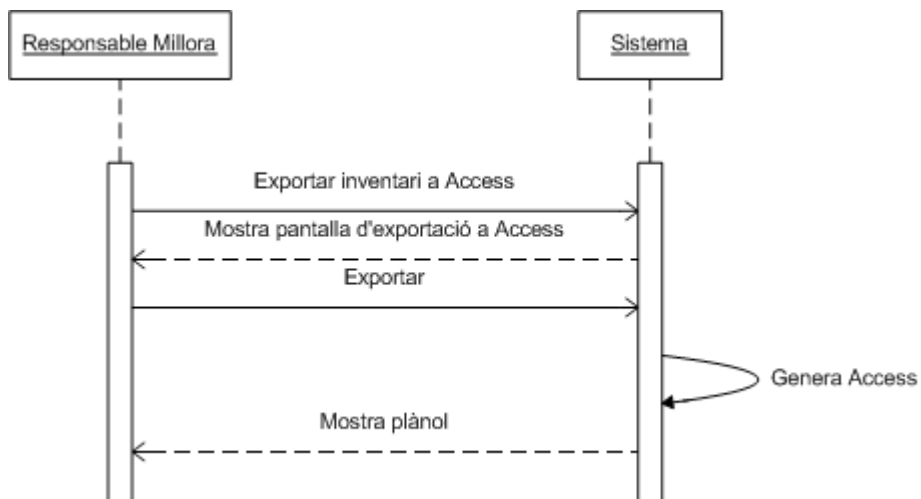 Responsable Millora
Sistema
Exportar inventari a Access
Mostra pantalla d'exportació a Access
Exportar
Genera Access
Mostra plànol